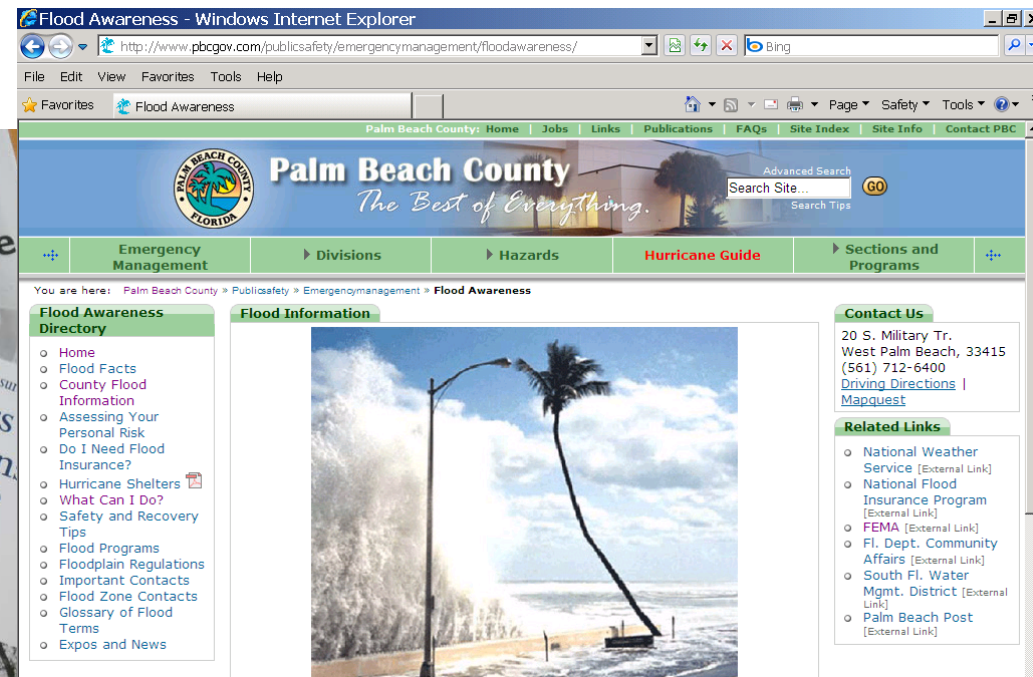 Flood Awareness - Windows Internet Explorer
http://www.pbcgov.com/publicsafety/emergencymanagement/floodawareness/
Bing
File Edit View Favorites Tools Help
Favorites
Flood Awareness
Page Safety Tools
Palm Beach County: Home | Jobs | Links | Publications | FAQs | Site Index | Site Info | Contact PBC
PALM BEACH COUNTY
FLORIDA
Palm Beach County
The Best of Everything.
Advanced Search
Search Site...
GO
Search Tips
Emergency
Management
Divisions
Hazards
Hurricane Guide
Sections and
Programs
You are here: Palm Beach County » Publicsafety » Emergencymanagement » Flood Awareness
Flood Awareness
Directory
Home
Flood Facts
County Flood
Information
Assessing Your
Personal Risk
Do I Need Flood
Insurance?
Hurricane Shelters
What Can I Do?
Safety and Recovery
Tips
Flood Programs
Floodplain Regulations
Important Contacts
Flood Zone Contacts
Glossary of Flood
Terms
Expos and News
Flood Information
Contact Us
20 S. Military Tr.
West Palm Beach, 33415
(561) 712-6400
Driving Directions |
Mapquest
Related Links
National Weather
Service [External Link]
National Flood
Insurance Program
[External Link]
FEMA [External Link]
Fl. Dept. Community
Affairs [External Link]
South Fl. Water
Mgmt. District [External
Link]
Palm Beach Post
[External Link]